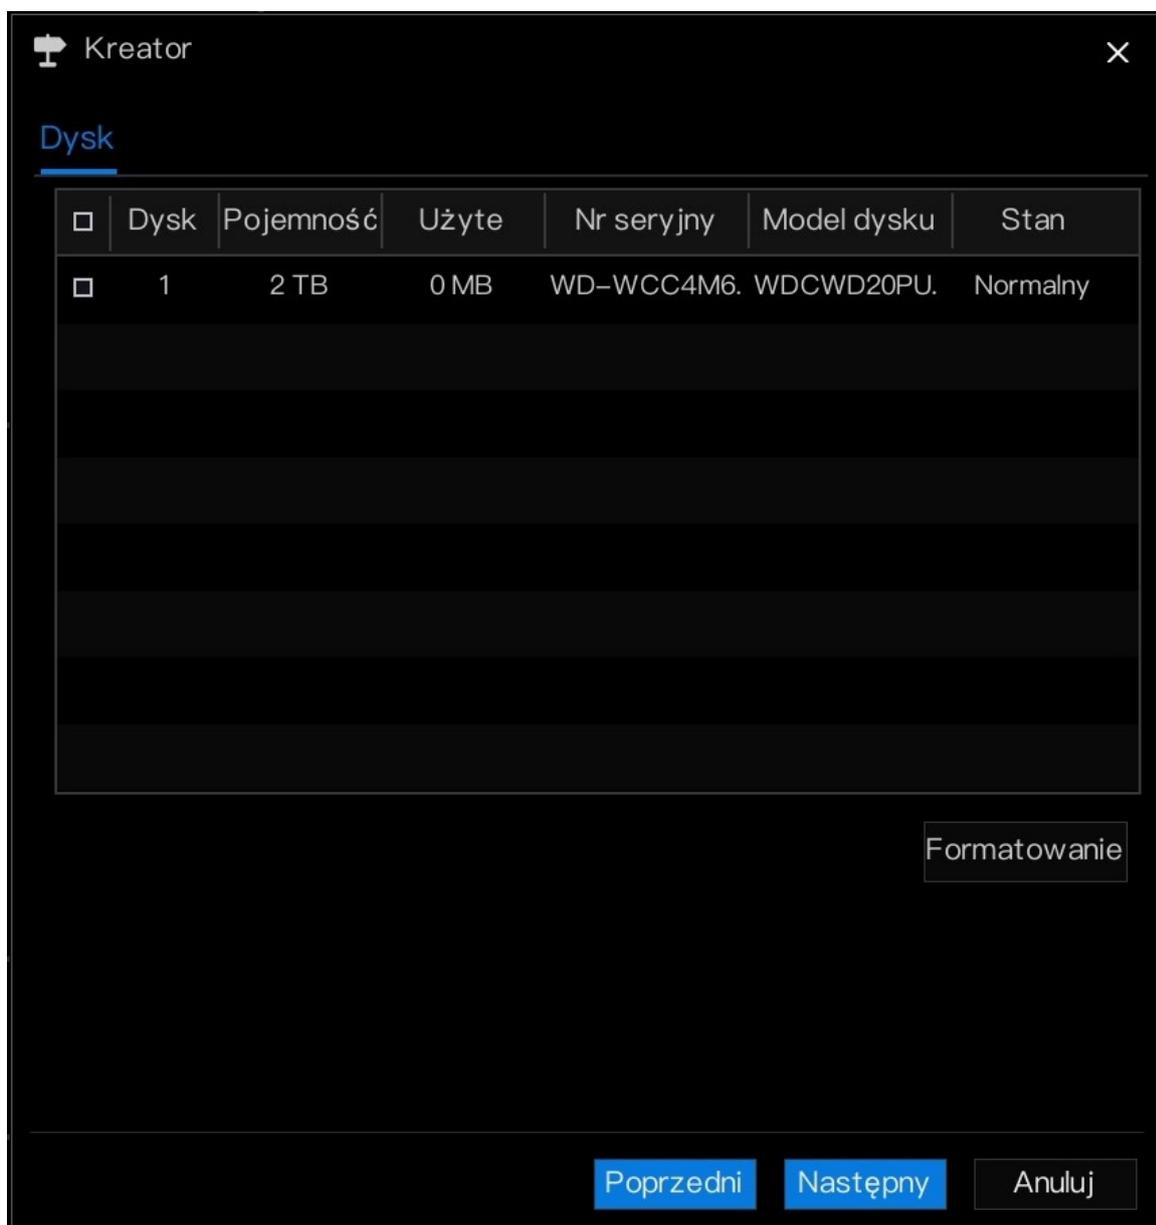 Kreator
Dysk
Dysk Pojemność Użyte Nr seryjny Model dysku Stan
1 2 TB 0 MB WD-WCC4M6. WDCWD20PU. Normalny
Formatowanie
Poprzedni Następny Anuluj